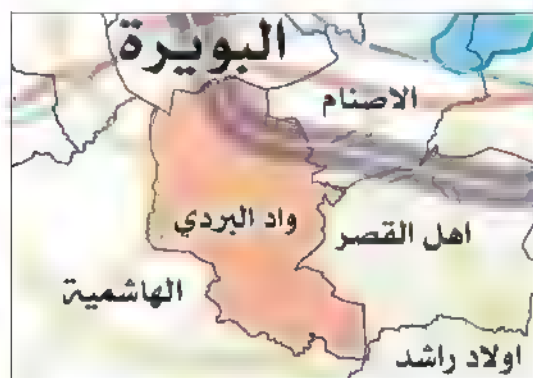 البويرة
الاصنام
واد البردي
اهل القصر
الهاشمية
اولاد راشد